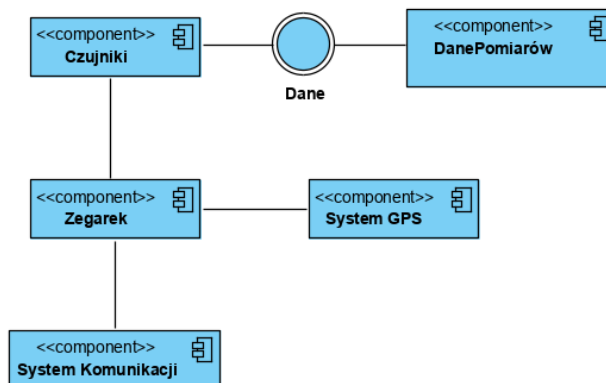 <<component>>
Czujniki
Dane
<<component>>
DanePomiarów
<<component>>
Zegarek
<<component>>
System GPS
<<component>>
System Komunikacji